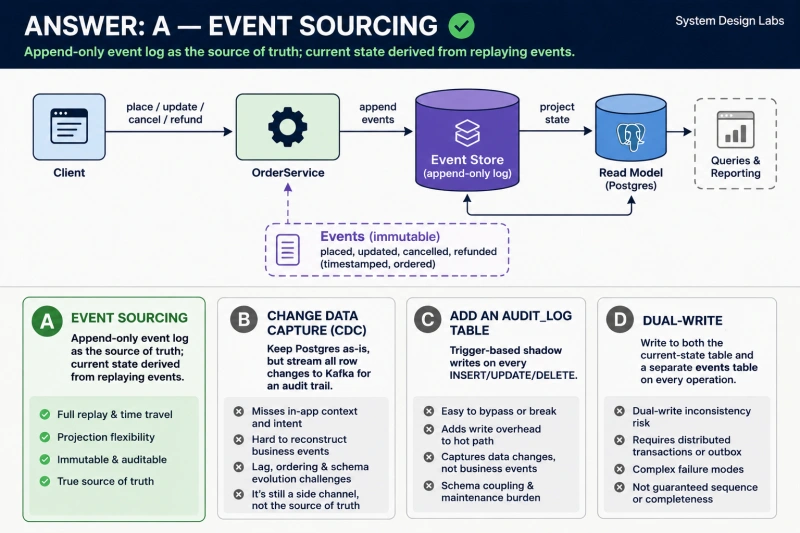 ANSWER: A — EVENT SOURCING
System Design Labs
Append-only event log as the source of truth; current state derived from replaying events.
place / update /
cancel / refund
append
events
project
state
Client
OrderService
Event Store
(append-only log)
Read Model
(Postgres)
Queries &
Reporting
Events (immutable)
placed, updated, cancelled, refunded
(timestamped, ordered)
A
EVENT SOURCING
Append-only event log
as the source of truth;
current state derived
from replaying events.
Full replay & time travel
Projection flexibility
Immutable & auditable
True source of truth
B
CHANGE DATA
CAPTURE (CDC)
Keep Postgres as-is,
but stream all row
changes to Kafka for
an audit trail.
Misses in-app context
and intent
Hard to reconstruct
business events
Lag, ordering & schema
evolution challenges
It's still a side channel,
not the source of truth
C
ADD AN AUDIT_LOG
TABLE
Trigger-based shadow
writes on every
INSERT/UPDATE/DELETE.
Easy to bypass or break
Adds write overhead
to hot path
Captures data changes,
not business events
Schema coupling &
maintenance burden
D
DUAL-WRITE
Write to both the
current-state table and
a separate events table
on every operation.
Dual-write inconsistency
risk
Requires distributed
transactions or outbox
Complex failure modes
Not guaranteed sequence
or completeness